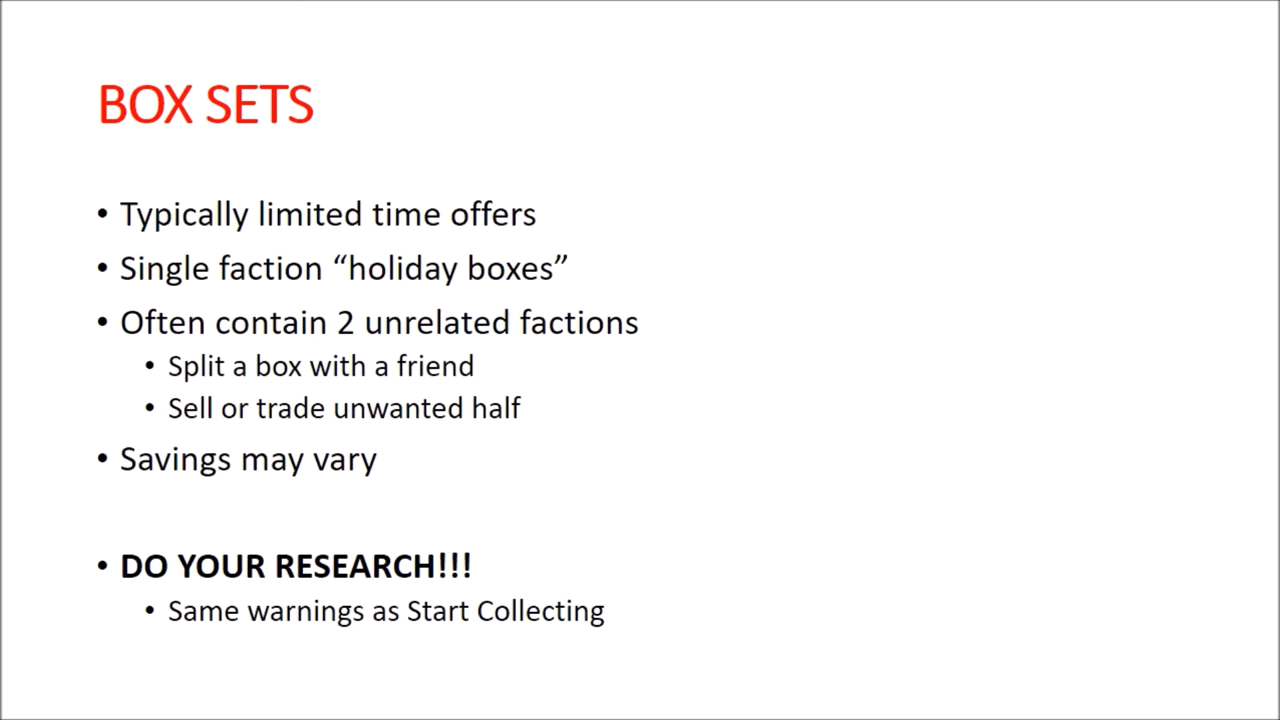 BOX SETS
• Typically limited time offers
• Single faction “holiday boxes”
• Often contain 2 unrelated factions
• Split a box with a friend
• Sell or trade unwanted half
• Savings may vary
• DO YOUR RESEARCH!!!
• Same warnings as Start Collecting